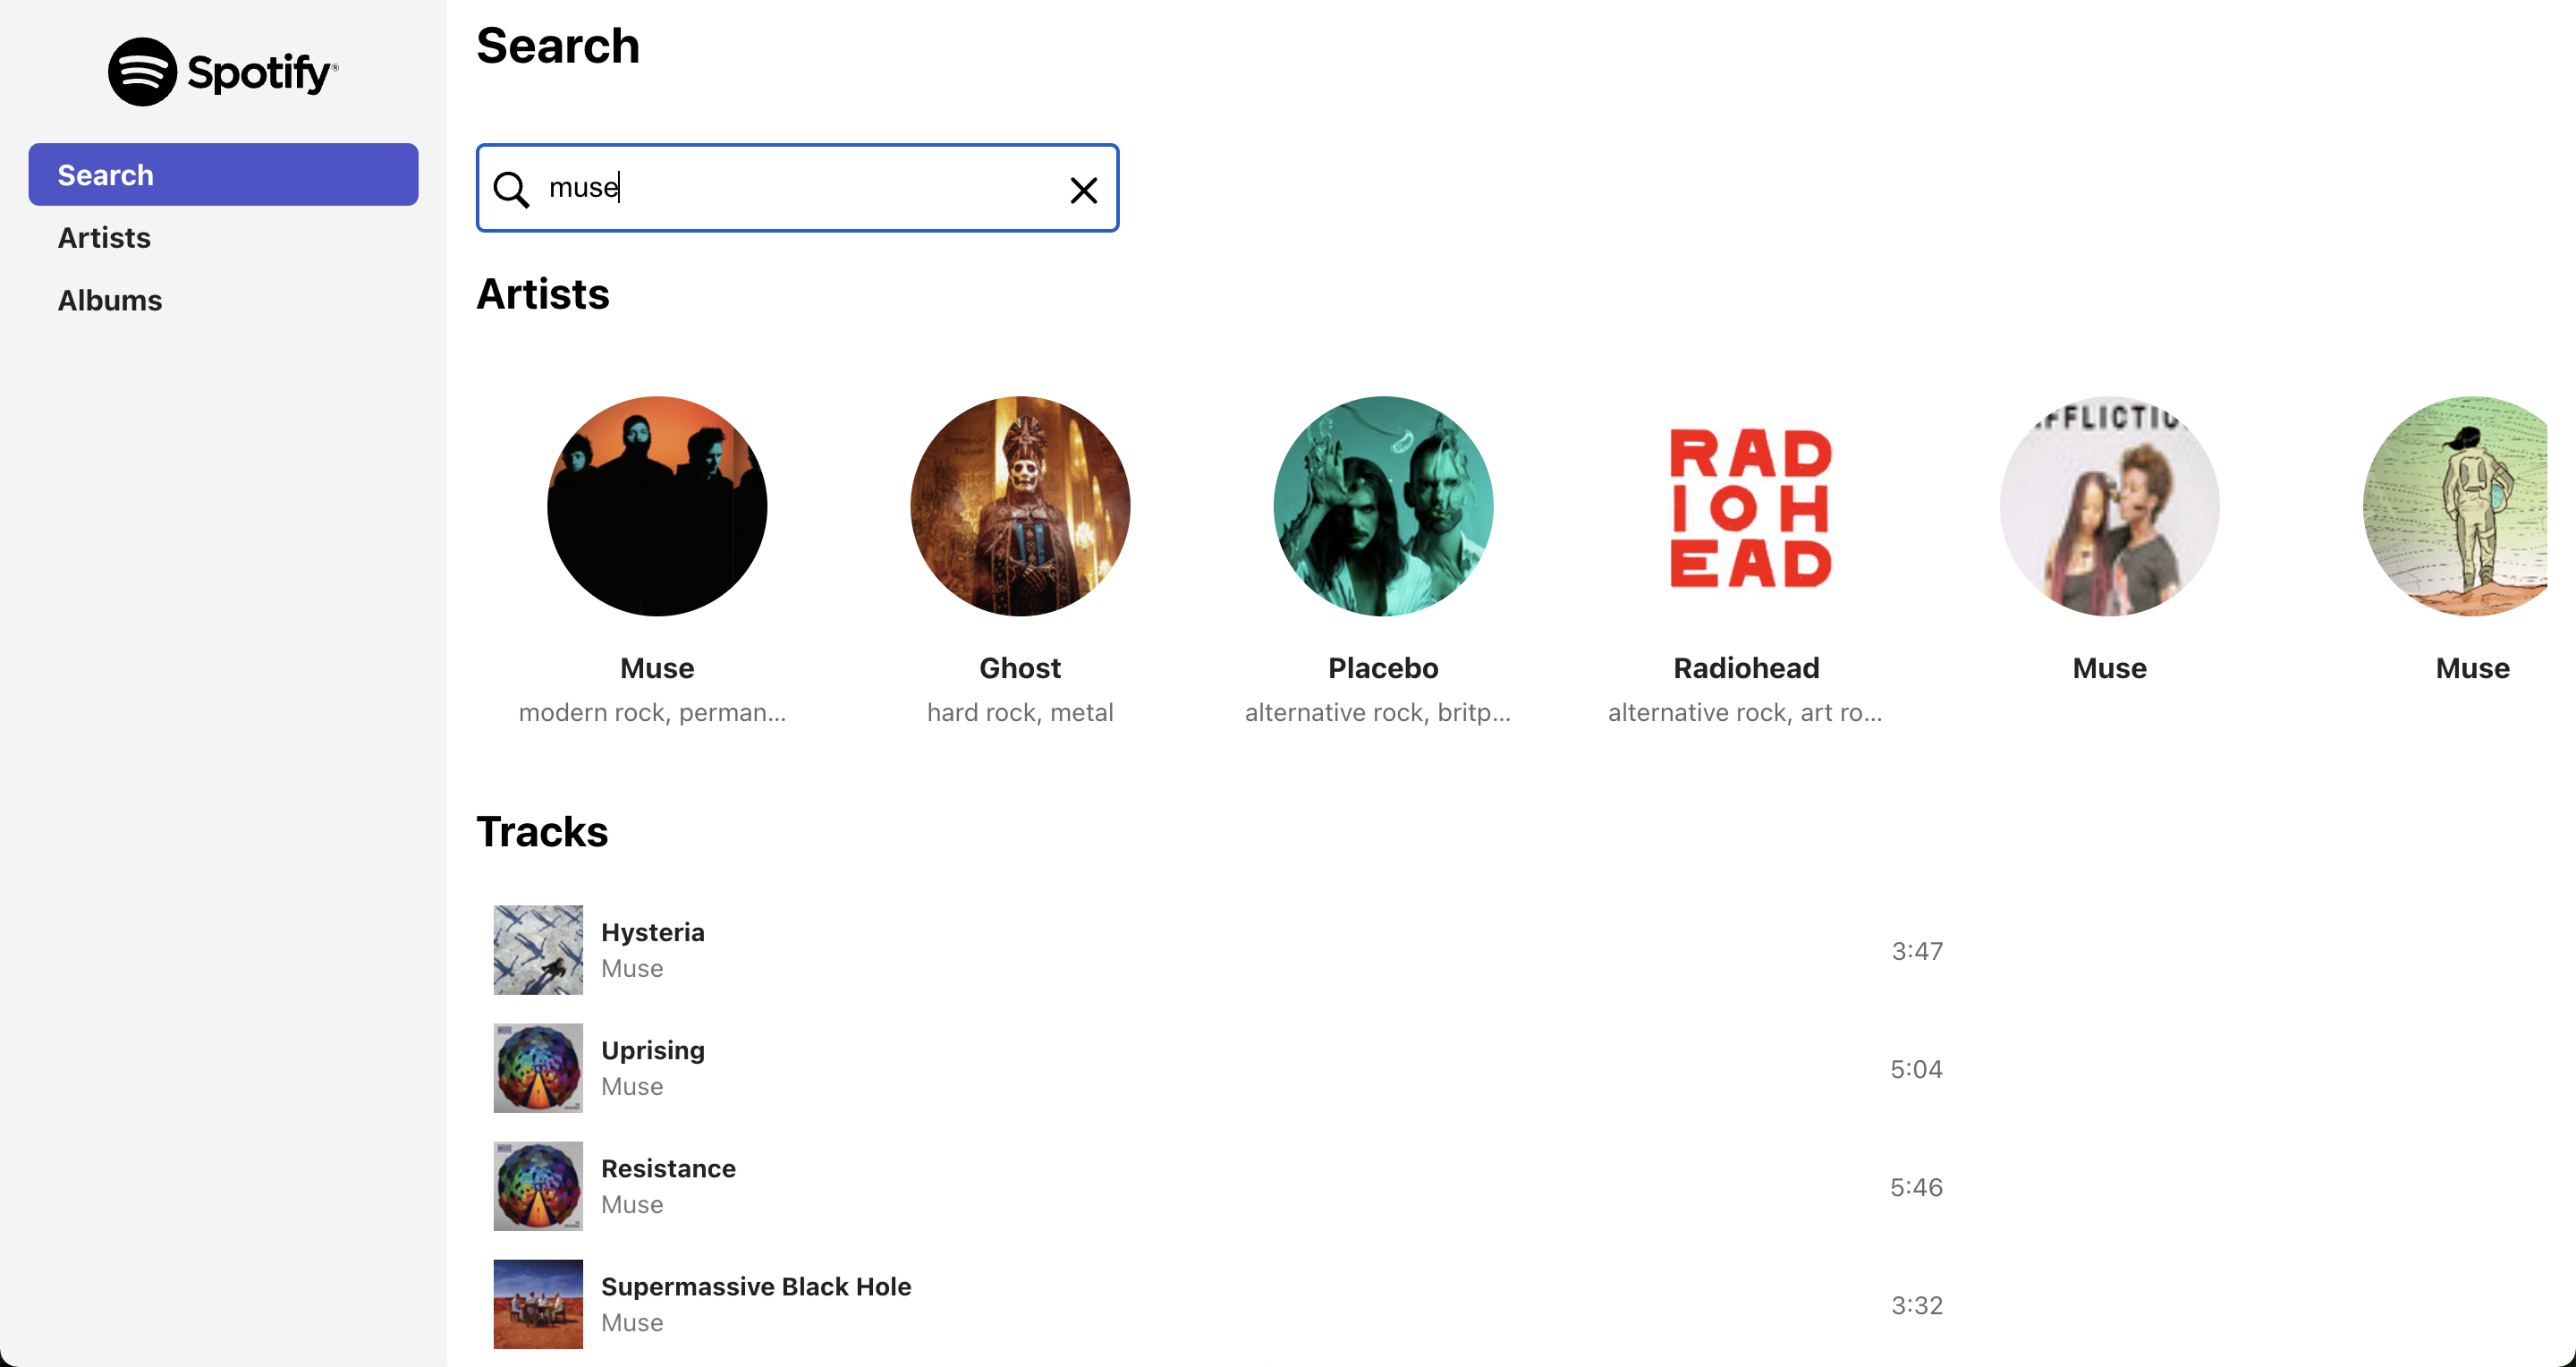 Spotify®
Search
Artists
Albums
Search
muse
Artists
FFLICTIO
RAD
IOH
EAD
Muse
Ghost
Placebo
Radiohead
Muse
Muse
modern rock, perman...
hard rock, metal
alternative rock, britp...
alternative rock, art ro...
Tracks
Hysteria
Muse
3:47
Uprising
Muse
5:04
Resistance
Muse
5:46
Supermassive Black Hole
Muse
3:32